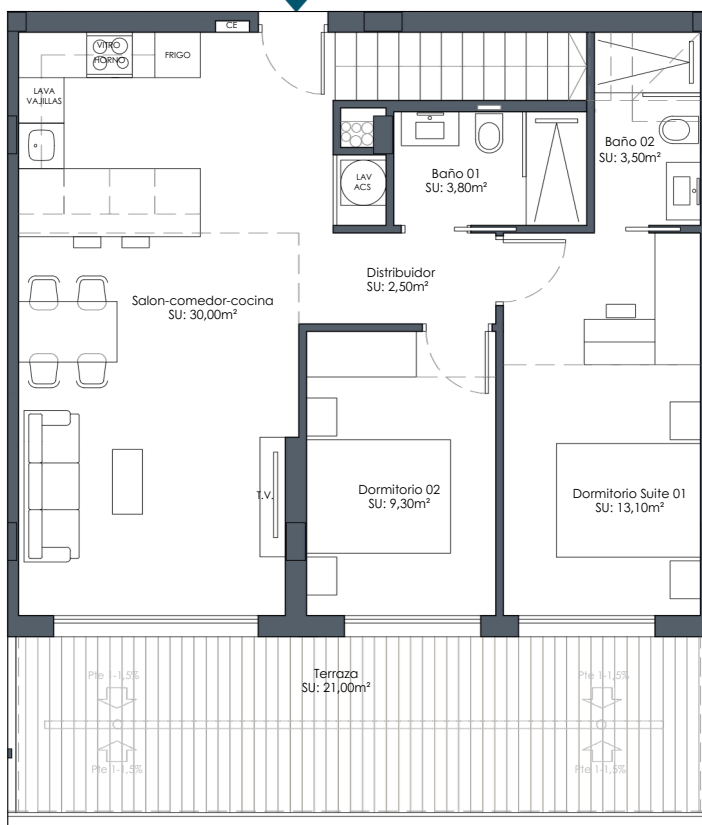 CE
VITRO
HORNO
FRIGO
LAVA
VAJILLAS
LAV
ACS
Baño 01
SU: 3,80m²
Baño 02
SU: 3,50m²
Distribuidor
SU: 2,50m²
Salon-comedor-cocina
SU: 30,00m²
T.V.
Dormitorio 02
SU: 9,30m²
Dormitorio Suite 01
SU: 13,10m²
Terraza
SU: 21,00m²
Pte 1-1,5%
Pte 1-1,5%
Pte 1-1,5%
Pte 1-1,5%